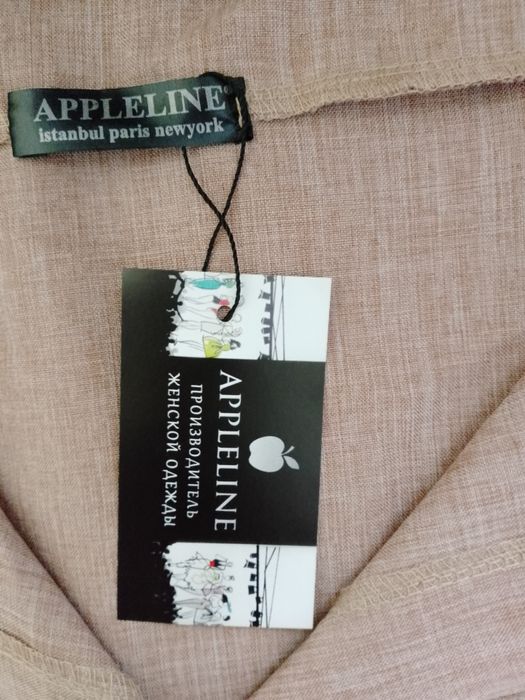 APPLELINE®
istanbul paris newyork
APPLELINE
ПРОИЗВОДИТЕЛЬ
ЖЕНСКОЙ ОДЕЖДЫ